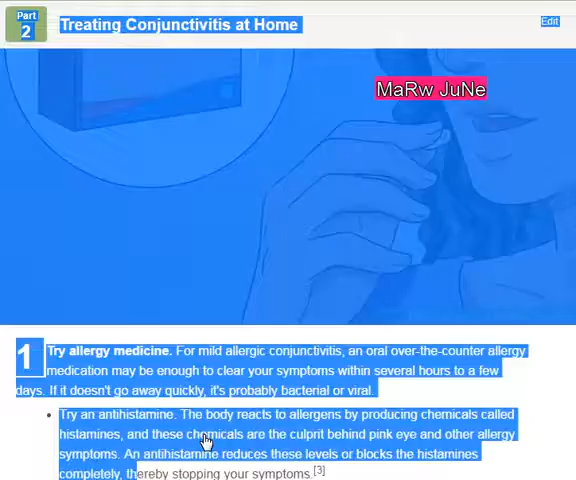 Part
2
Treating Conjunctivitis at Home
Edit
MaRw JuNe
1 Try allergy medicine. For mild allergic conjunctivitis, an oral over-the-counter allergy
medication may be enough to clear your symptoms within several hours to a few
days. If it doesn't go away quickly, it's probably bacterial or viral.
• Try an antihistamine. The body reacts to allergens by producing chemicals called
histamines, and these chemicals are the culprit behind pink eye and other allergy
symptoms. An antihistamine reduces these levels or blocks the histamines
completely, thereby stopping your symptoms.[3]